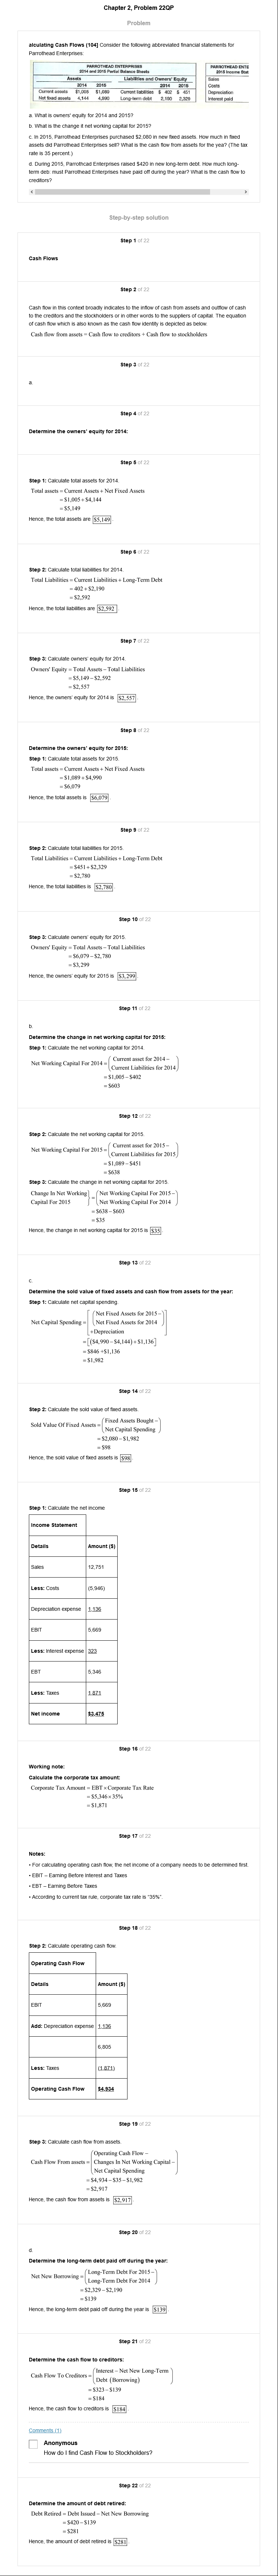 Chapter 2, Problem 22QP
Problem
alculating Cash Flows [104] Consider the following abbreviated financial statements for
Parrothead Enterprises:
PARROTHEAD ENTERPRISES
2014 and 2015 Partial Balance Sheets
Assets
Liabilities and Owners' Equity
2014 2015 2014 2015
Current assets $1,005 $1,089 Current liabilities $ 402 $ 451
Net fixed assets 4,144 4,990 Long-term debt 2,190 2,329
PARROTHEAD ENTE
2015 Income Stat
Sales
Costs
Depreciation
Interest paid
a. What is owners' equity for 2014 and 2015?
b. What is the change it net working capital for 2015?
c. In 2015, Parrothead Enterprises purchased $2,080 in new fixed assets. How much in fixed
assets did Parrothead Enterprises sell? What is the cash flow from assets for the year? (The tax
rate is 35 percent.)
d. During 2015, Parrothead Enterprises raised $420 in new long-term debt. How much long-
term debt must Parrothead Enterprises have paid off during the year? What is the cash flow to
creditors?
Step-by-step solution
Step 1 of 22
Cash Flows
Step 2 of 22
Cash flow in this context broadly indicates to the inflow of cash from assets and outflow of cash
to the creditors and the stockholders or in other words to the suppliers of capital. The equation
of cash flow which is also known as the cash flow identity is depicted as below.
Cash flow from assets = Cash flow to creditors + Cash flow to stockholders
Step 3 of 22
a.
Step 4 of 22
Determine the owners' equity for 2014:
Step 5 of 22
Step 1: Calculate total assets for 2014.
Total assets = Current Assets + Net Fixed Assets
= $1,005 + $4,144
= $5,149
Hence, the total assets are $5,149.
Step 6 of 22
Step 2: Calculate total liabilities for 2014.
Total Liabilities = Current Liabilities + Long-Term Debt
= 402 + $2,190
= $2,592
Hence, the total liabilities are $2,592.
Step 7 of 22
Step 3: Calculate owners' equity for 2014.
Owners' Equity = Total Assets − Total Liabilities
= $5,149 − $2,592
= $2,557
Hence, the owners' equity for 2014 is $2,557.
Step 8 of 22
Determine the owners' equity for 2015:
Step 1: Calculate total assets for 2015.
Total assets = Current Assets + Net Fixed Assets
= $1,089 + $4,990
= $6,079
Hence, the total assets is $6,079.
Step 9 of 22
Step 2: Calculate total liabilities for 2015
Total Liabilities = Current Liabilities + Long-Term Debt
= $451 + $2,329
= $2,780
Hence, the total liabilities is $2,780.
Step 10 of 22
Step 3: Calculate owners' equity for 2015.
Owners' Equity = Total Assets − Total Liabilities
= $6,079 − $2,780
= $3,299
Hence, the owners' equity for 2015 is $3,299.
Step 11 of 22
b.
Determine the change in net working capital for 2015:
Step 1: Calculate the net working capital for 2014.
Net Working Capital For 2014 = (Current asset for 2014 −
Current Liabilities for 2014)
= $1,005 − $402
= $603
Step 12 of 22
Step 2: Calculate the net working capital for 2015.
Net Working Capital For 2015 = (Current asset for 2015 −
Current Liabilities for 2015)
= $1,089 − $451
= $638
Step 3: Calculate the change in net working capital for 2015.
Change In Net Working
Capital For 2015 = (Net Working Capital For 2015 −
Net Working Capital For 2014)
= $638 − $603
= $35
Hence, the change in net working capital for 2015 is $35.
Step 13 of 22
c.
Determine the sold value of fixed assets and cash flow from assets for the year:
Step 1: Calculate net capital spending.
Net Capital Spending = [(Net Fixed Assets for 2015 −
Net Fixed Assets for 2014)
+Depreciation]
= [($4,990 − $4,144) + $1,136]
= $846 + $1,136
= $1,982
Step 14 of 22
Step 2: Calculate the sold value of fixed assets.
Sold Value Of Fixed Assets = (Fixed Assets Bought −
Net Capital Spending)
= $2,080 − $1,982
= $98
Hence, the sold value of fixed assets is $98.
Step 15 of 22
Step 1: Calculate the net income
Income Statement
Details Amount ($)
Sales 12,751
Less: Costs (5,946)
Depreciation expense 1,136
EBIT 5,669
Less: Interest expense 323
EBT 5,346
Less: Taxes 1,871
Net income $3,475
Step 16 of 22
Working note:
Calculate the corporate tax amount:
Corporate Tax Amount = EBT × Corporate Tax Rate
= $5,346 × 35%
= $1,871
Step 17 of 22
Notes:
• For calculating operating cash flow, the net income of a company needs to be determined first
• EBIT – Earning Before Interest and Taxes
• EBT – Earning Before Taxes
• According to current tax rule, corporate tax rate is "35%".
Step 18 of 22
Step 2: Calculate operating cash flow
Operating Cash Flow
Details Amount ($)
EBIT 5,669
Add: Depreciation expense 1,136
6,805
Less: Taxes (1,871)
Operating Cash Flow $4,934
Step 19 of 22
Step 3: Calculate cash flow from assets.
Cash Flow From assets = (Operating Cash Flow −
Changes In Net Working Capital −
Net Capital Spending)
= $4,934 − $35 − $1,982
= $2,917
Hence, the cash flow from assets is $2,917.
Step 20 of 22
d.
Determine the long-term debt paid off during the year:
Net New Borrowing = (Long-Term Debt For 2015 −
Long-Term Debt For 2014)
= $2,329 − $2,190
= $139
Hence, the long-term debt paid off during the year is $139.
Step 21 of 22
Determine the cash flow to creditors:
Cash Flow To Creditors = (Interest − Net New Long-Term
Debt (Borrowing))
= $323 − $139
= $184
Hence, the cash flow to creditors is $184.
Comments (1)
Anonymous
How do I find Cash Flow to Stockholders?
Step 22 of 22
Determine the amount of debt retired:
Debt Retired = Debt Issued − Net New Borrowing
= $420 − $139
= $281
Hence, the amount of debt retired is $281.